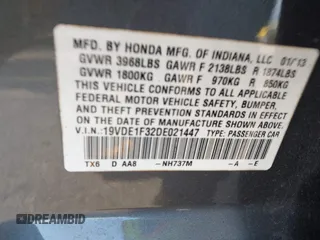 MFD. BY HONDA MFG. OF INDIANA, LLC 01/13
GVWR 3968LBS GAWR F 2138LBS R 1874LBS
GVWR 1800KG GAWR F 970KG R 850KG
THIS VEHICLE CONFORMS TO ALL APPLICABLE
FEDERAL MOTOR VEHICLE SAFETY, BUMPER,
AND THEFT PREVENTION STANDARDS IN EFFECT
ON THE DATE OF MANUFACTURE SHOWN ABOVE.
V.I.N.: 19VDE1F32DE021447 PASSENGER CAR
TX6 D AA8 -NH737M -A -E
DREAMBID